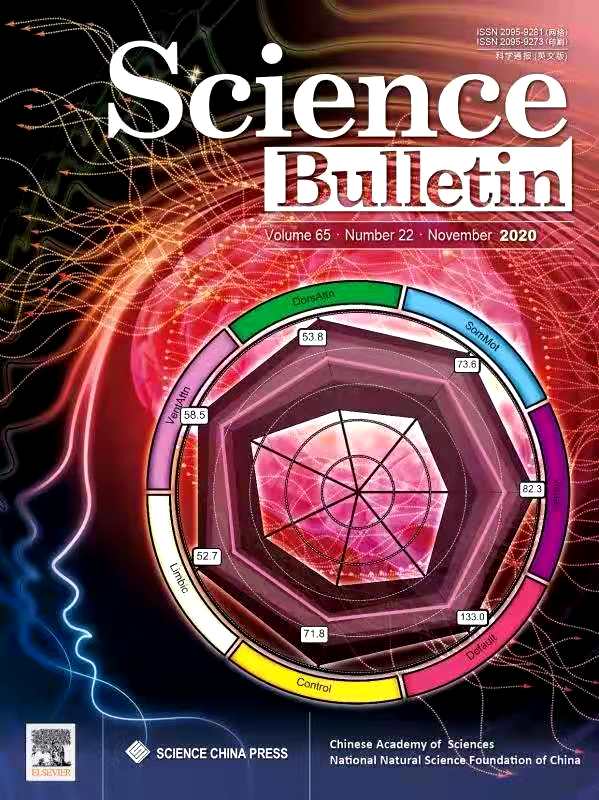 ISSN 2095-9281 (网络)
ISSN 2095-9273 (印刷)
科学通报 (英文版)
Science
Bulletin
Volume 65 · Number 22 · November 2020
DorsAttn
SomMot
VentAttn
Limbic
Control
Default
53.8
73.6
58.5
82.3
52.7
133.0
71.8
ELSEVIER
SCIENCE CHINA PRESS
Chinese Academy of Sciences
National Natural Science Foundation of China